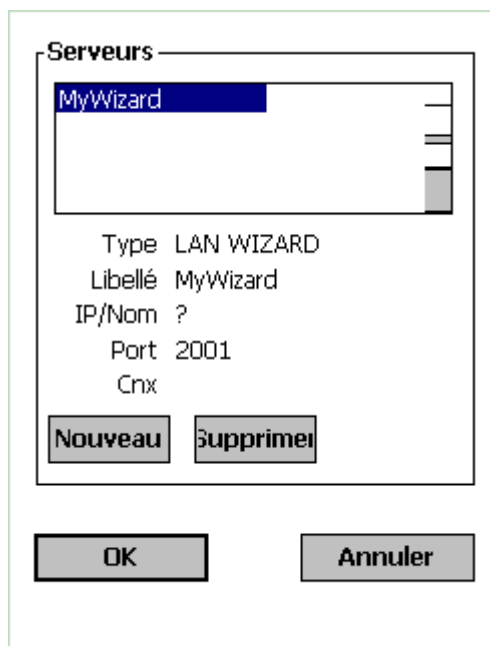 Serveurs
MyWizard
Type LAN WIZARD
Libellé MyWizard
IP/Nom ?
Port 2001
Cnx
Nouveau Supprimer
OK Annuler